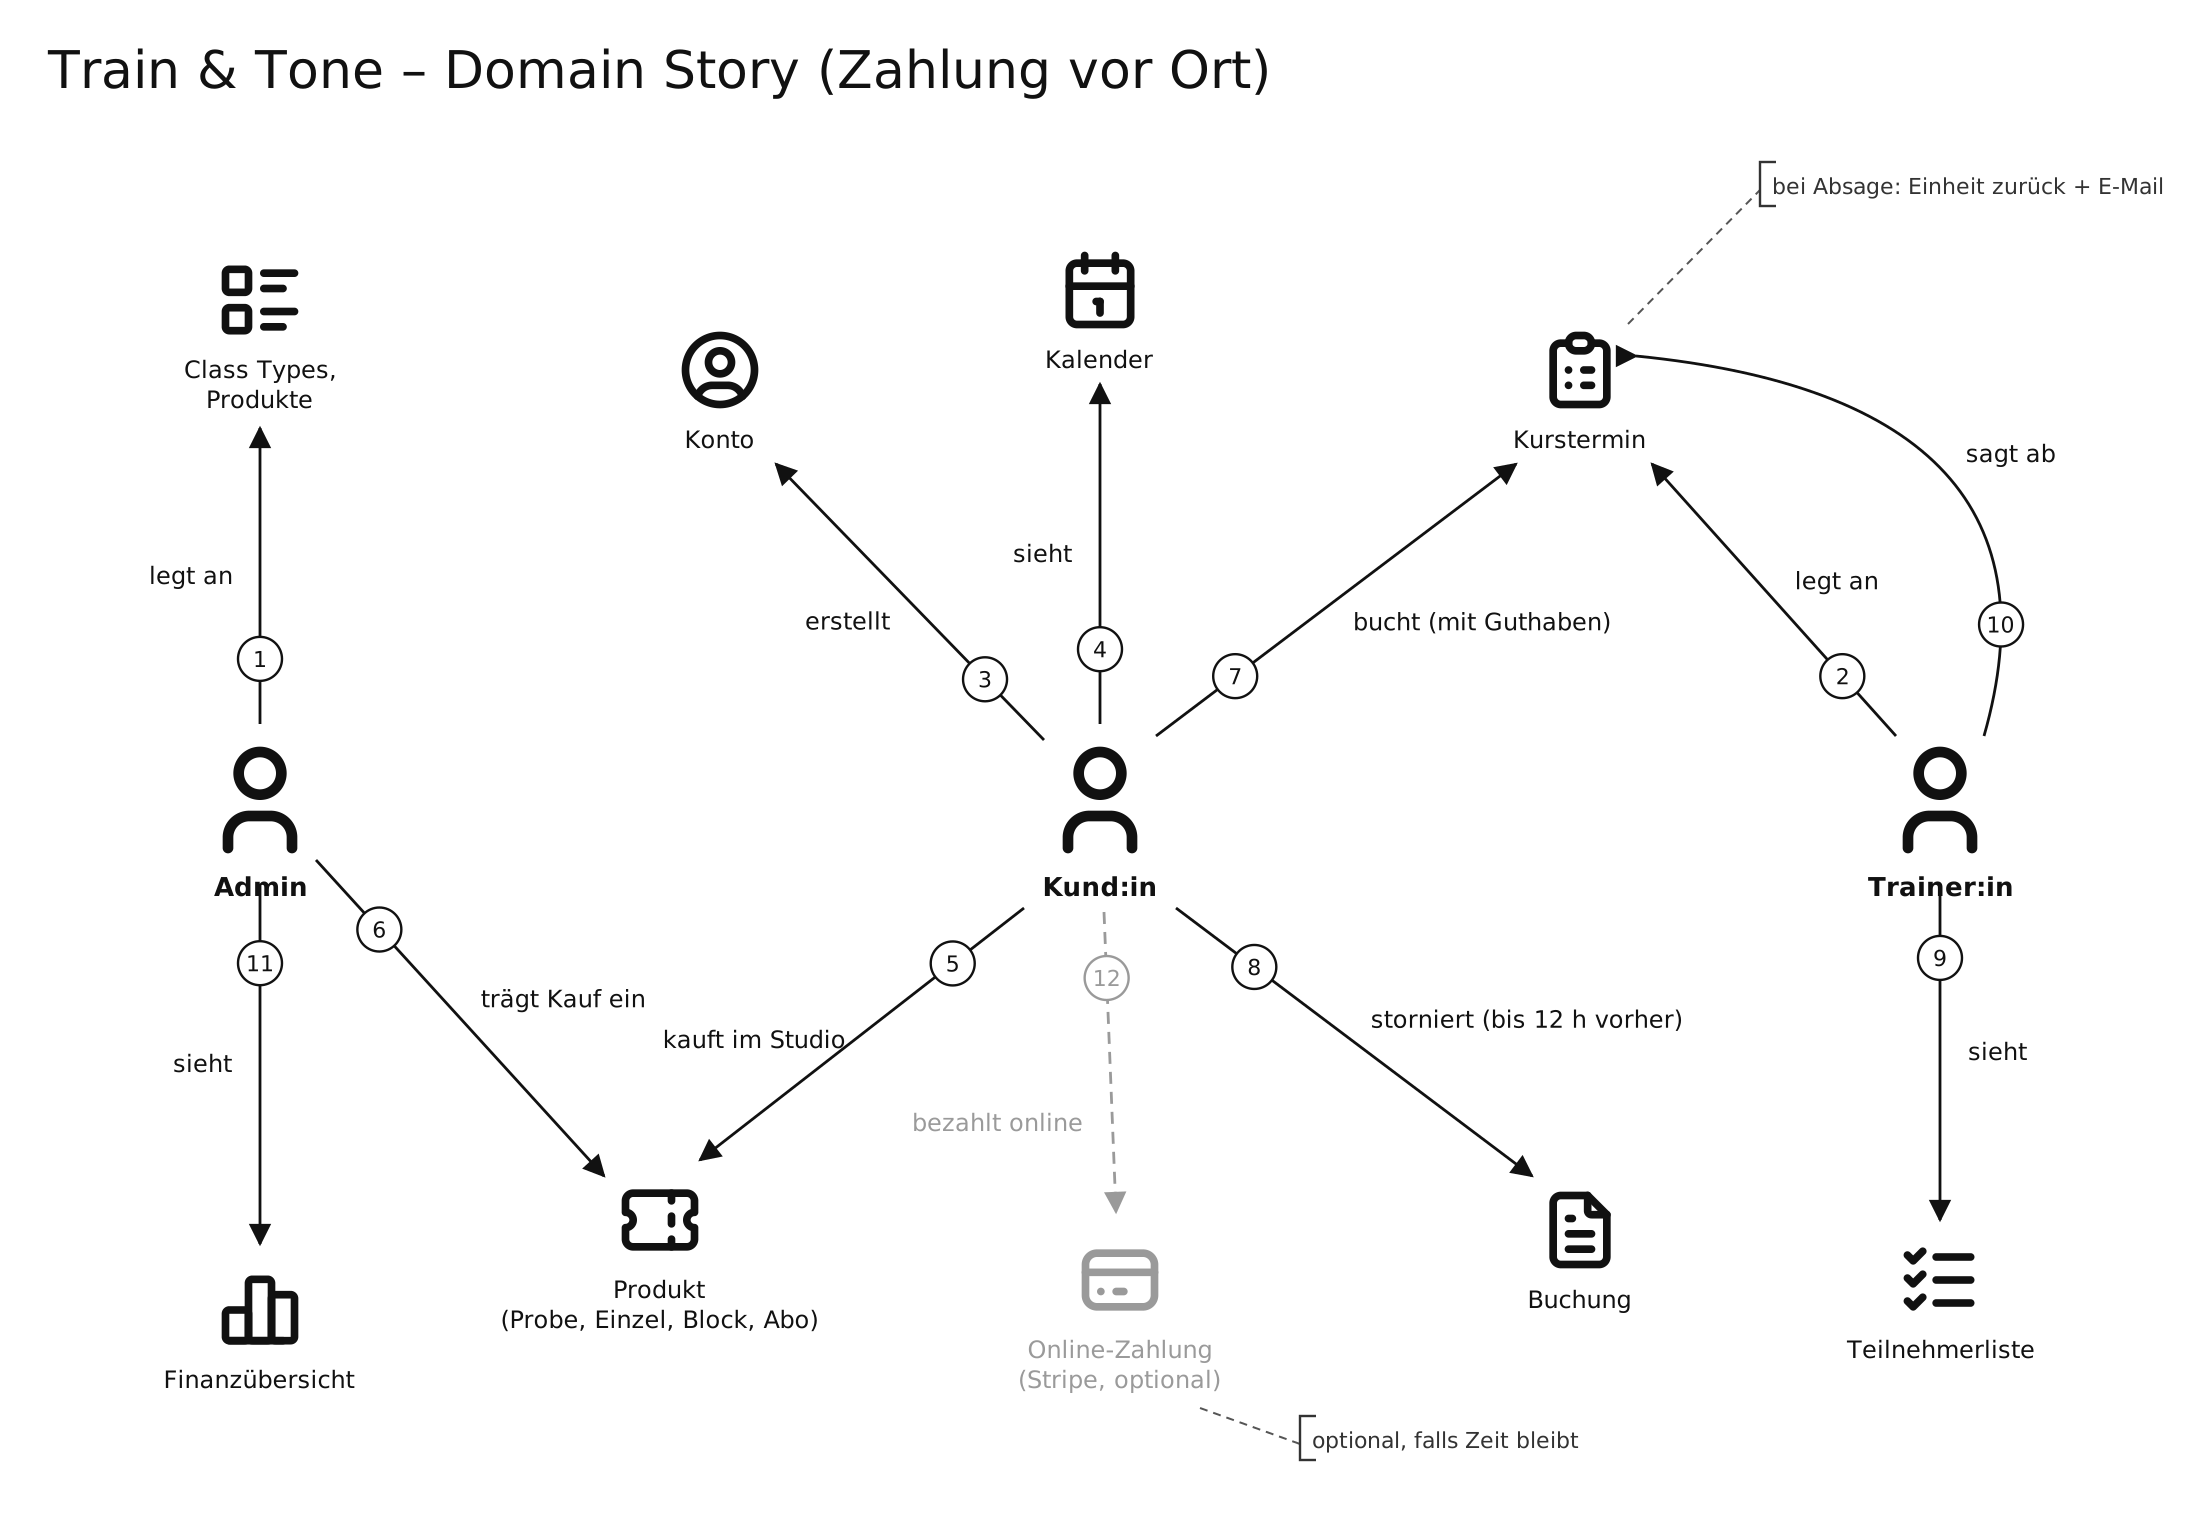 Train & Tone – Domain Story (Zahlung vor Ort)
bei Absage: Einheit zurück + E-Mail
Class Types,
Produkte
Konto
Kalender
Kurstermin
sagt ab
legt an
erstellt
sieht
bucht (mit Guthaben)
legt an
1
3
4
7
2
10
Admin
Kund:in
Trainer:in
11
6
5
12
8
9
sieht
trägt Kauf ein
kauft im Studio
bezahlt online
storniert (bis 12 h vorher)
sieht
Finanzübersicht
Produkt
(Probe, Einzel, Block, Abo)
Online-Zahlung
(Stripe, optional)
Buchung
Teilnehmerliste
optional, falls Zeit bleibt